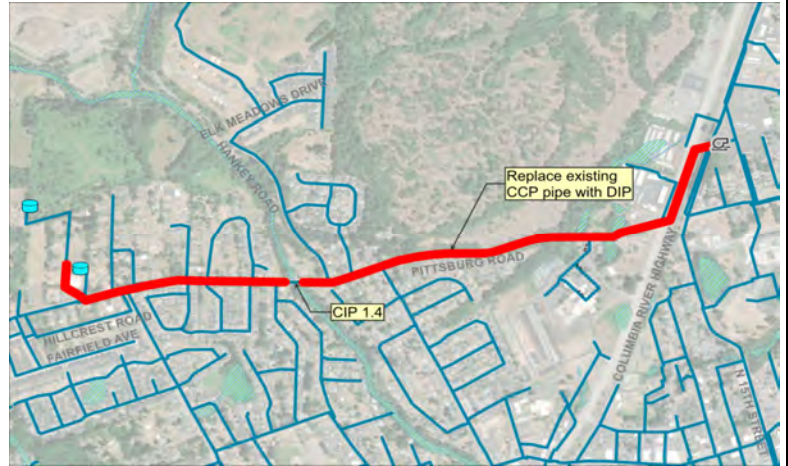 ELK MEADOWS DRIVE
HANKEY ROAD
Replace existing
CCP pipe with DIP
PITTSBURG ROAD
CIP 1.4
HILLCREST ROAD
FAIRFIELD AVE
COLUMBIA RIVER HIGHWAY
N 15TH STREET